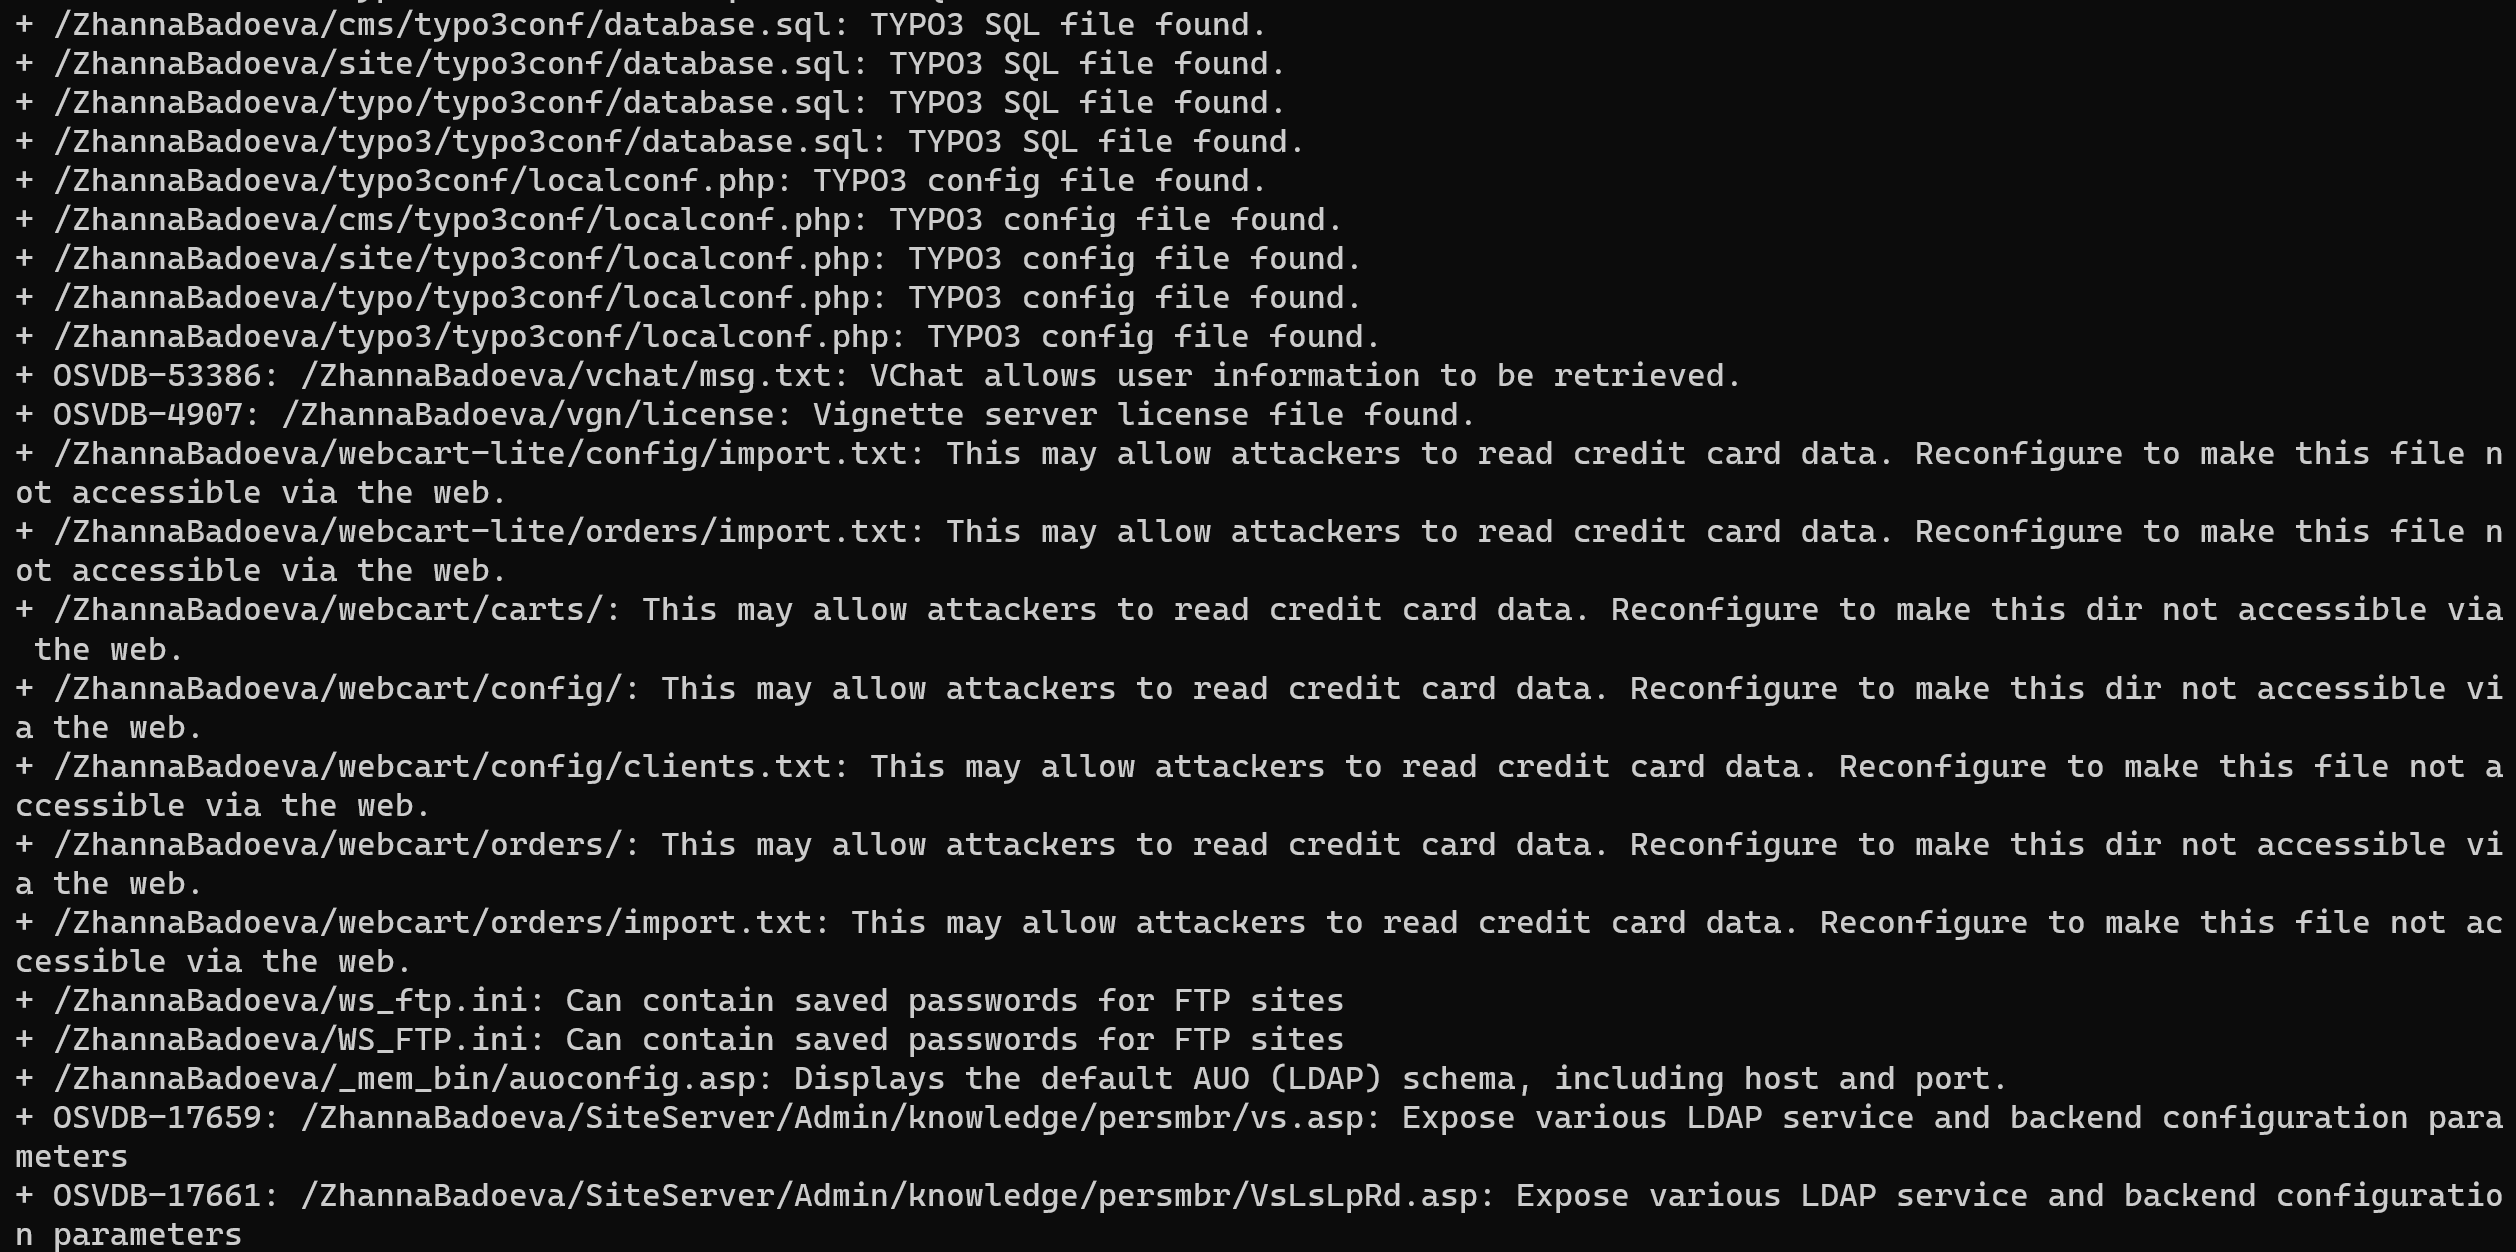 + /ZhannaBadoeva/cms/typo3conf/database.sql: TYPO3 SQL file found.
+ /ZhannaBadoeva/site/typo3conf/database.sql: TYPO3 SQL file found.
+ /ZhannaBadoeva/typo/typo3conf/database.sql: TYPO3 SQL file found.
+ /ZhannaBadoeva/typo3/typo3conf/database.sql: TYPO3 SQL file found.
+ /ZhannaBadoeva/typo3conf/localconf.php: TYPO3 config file found.
+ /ZhannaBadoeva/cms/typo3conf/localconf.php: TYPO3 config file found.
+ /ZhannaBadoeva/site/typo3conf/localconf.php: TYPO3 config file found.
+ /ZhannaBadoeva/typo/typo3conf/localconf.php: TYPO3 config file found.
+ /ZhannaBadoeva/typo3/typo3conf/localconf.php: TYPO3 config file found.
+ OSVDB-53386: /ZhannaBadoeva/vchat/msg.txt: VChat allows user information to be retrieved.
+ OSVDB-4907: /ZhannaBadoeva/vgn/license: Vignette server license file found.
+ /ZhannaBadoeva/webcart-lite/config/import.txt: This may allow attackers to read credit card data. Reconfigure to make this file n
ot accessible via the web.
+ /ZhannaBadoeva/webcart-lite/orders/import.txt: This may allow attackers to read credit card data. Reconfigure to make this file n
ot accessible via the web.
+ /ZhannaBadoeva/webcart/carts/: This may allow attackers to read credit card data. Reconfigure to make this dir not accessible via
 the web.
+ /ZhannaBadoeva/webcart/config/: This may allow attackers to read credit card data. Reconfigure to make this dir not accessible vi
a the web.
+ /ZhannaBadoeva/webcart/config/clients.txt: This may allow attackers to read credit card data. Reconfigure to make this file not a
ccessible via the web.
+ /ZhannaBadoeva/webcart/orders/: This may allow attackers to read credit card data. Reconfigure to make this dir not accessible vi
a the web.
+ /ZhannaBadoeva/webcart/orders/import.txt: This may allow attackers to read credit card data. Reconfigure to make this file not ac
cessible via the web.
+ /ZhannaBadoeva/ws_ftp.ini: Can contain saved passwords for FTP sites
+ /ZhannaBadoeva/WS_FTP.ini: Can contain saved passwords for FTP sites
+ /ZhannaBadoeva/_mem_bin/auoconfig.asp: Displays the default AUO (LDAP) schema, including host and port.
+ OSVDB-17659: /ZhannaBadoeva/SiteServer/Admin/knowledge/persmbr/vs.asp: Expose various LDAP service and backend configuration para
meters
+ OSVDB-17661: /ZhannaBadoeva/SiteServer/Admin/knowledge/persmbr/VsLsLpRd.asp: Expose various LDAP service and backend configuratio
n parameters